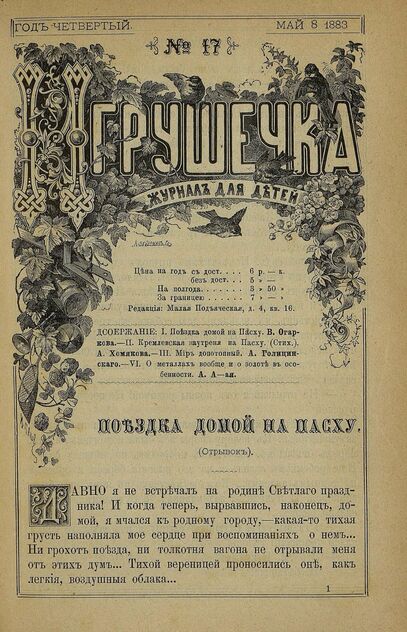 ГОДЪ ЧЕТВЕРТЫЙ.
МАЙ 8 1883
№ 17
ИГРУШЕЧКА
ЖУРНАЛЪ ДЛЯ ДѢТЕЙ
Цѣна на годъ съ дост. . . . . 6 р. — к.
безъ дост. . . . 5 „ — „
На полгода. . . . . . . 3 „ 50 „
За границею. . . . . . 7 „ — „
Редакція: Малая Подъяческая, д. 4, кв. 16.
ДСОЕРЖАНІЕ: I. Поѣздка домой на Пасху. В. Огар-
кова.—II. Кремлевская заутреня на Пасху. (Стих.).
А. Хомякова.—III. Міръ допотопный. А. Голицин-
скаго.—VI. О металлахъ вообще и о золотѣ въ осо-
бенности. А. А—ая.
ПОѢЗДКА ДОМОЙ НА ПАСХУ.
(Отрывокъ).
ДАВНО я не встрѣчалъ на родинѣ Свѣтлаго празд-
ника! И когда теперь, вырвавшись, наконецъ, до-
мой, я мчался къ родному городу,—какая-то тихая
грусть наполняла мое сердце при воспоминаніяхъ о немъ...
Ни грохотъ поѣзда, ни толкотня вагона не отрывали меня
отъ этихъ думъ... Тихой вереницей проносились онѣ, какъ
легкія, воздушныя облака...
1